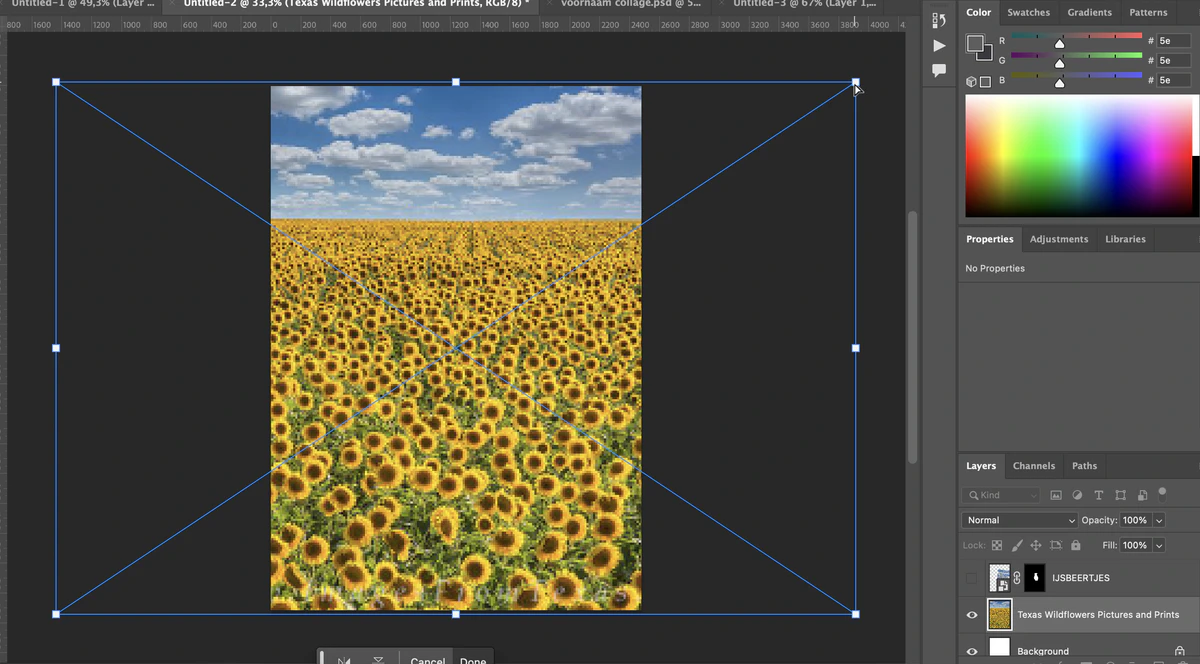 Untitled-1 @ 49,3% (Layer ... Untitled-2 @ 33,3% (Texas Wildflowers Pictures and Prints, RGB/8) * Voornaam collage.psd @ 5... Untitled-3 @ 67% (Layer 1,...
800 1600 1400 1200 1000 800 600 400 200 0 200 400 600 800 1000 1200 1400 1600 1800 2000 2200 2400 2600 2800 3000 3200 3400 3600 3800 4000 4
Color Swatches Gradients Patterns
R # 5e
G # 5e
B # 5e
Properties Adjustments Libraries
No Properties
Layers Channels Paths
Kind
Normal Opacity: 100%
Lock: Fill: 100%
IJSBEERTJES
Texas Wildflowers Pictures and Prints
Background
Cancel Done